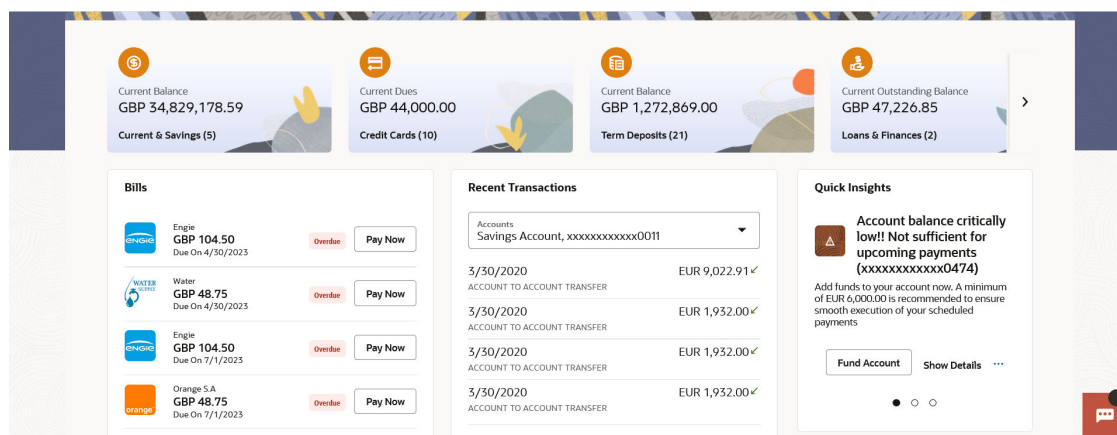 Current Balance
GBP 34,829,178.59
Current & Savings (5)
Current Dues
GBP 44,000.00
Credit Cards (10)
Current Balance
GBP 1,272,869.00
Term Deposits (21)
Current Outstanding Balance
GBP 47,226.85
Loans & Finances (2)
Bills
ENGIE
Engie
GBP 104.50
Due On 4/30/2023
Overdue
Pay Now
WATER
SUPPLY
Water
GBP 48.75
Due On 4/30/2023
Overdue
Pay Now
ENGIE
Engie
GBP 104.50
Due On 7/1/2023
Overdue
Pay Now
orange
Orange S.A
GBP 48.75
Due On 7/1/2023
Overdue
Pay Now
Recent Transactions
Accounts
Savings Account, xxxxxxxxxxxx0011
3/30/2020 EUR 9,022.91
ACCOUNT TO ACCOUNT TRANSFER
3/30/2020 EUR 1,932.00
ACCOUNT TO ACCOUNT TRANSFER
3/30/2020 EUR 1,932.00
ACCOUNT TO ACCOUNT TRANSFER
3/30/2020 EUR 1,932.00
ACCOUNT TO ACCOUNT TRANSFER
Quick Insights
Account balance critically
low!! Not sufficient for
upcoming payments
(xxxxxxxxxxxx0474)
Add funds to your account now. A minimum
of EUR 6,000.00 is recommended to ensure
smooth execution of your scheduled
payments
Fund Account
Show Details ...